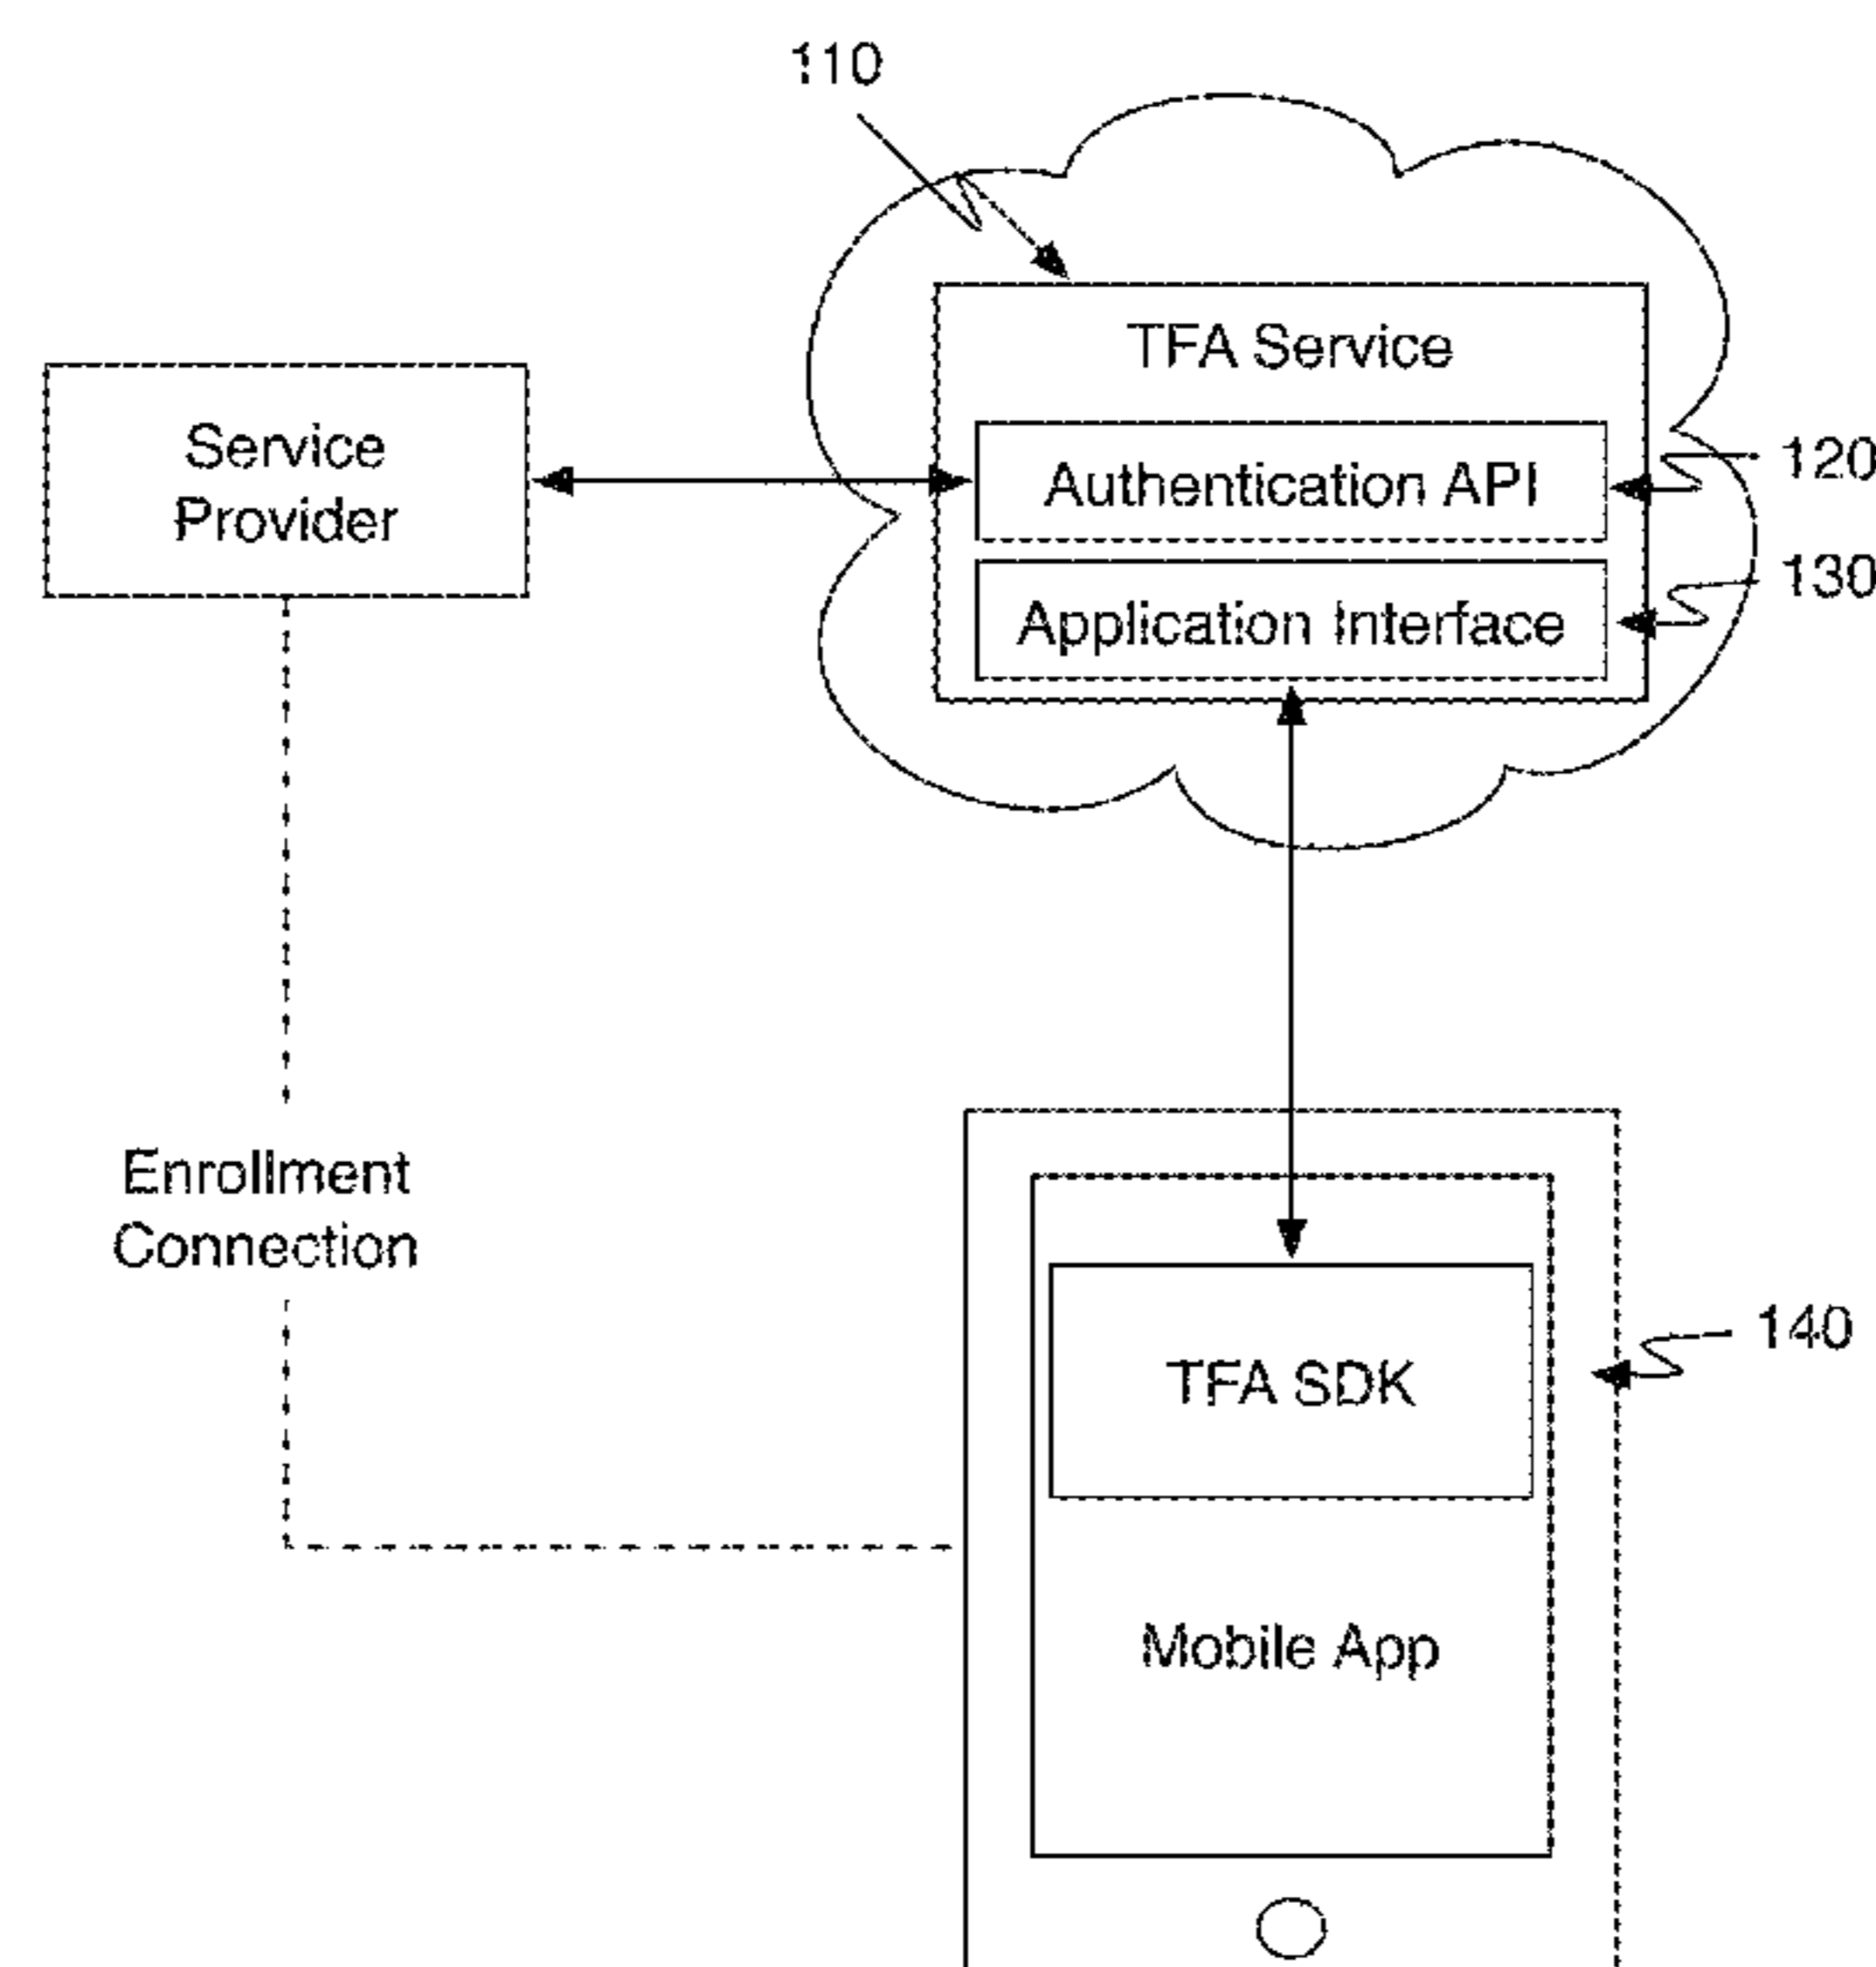 110
TFA Service
Service
Provider
Authentication API
120
Application Interface
130
Enrollment
Connection
TFA SDK
140
Mobile App